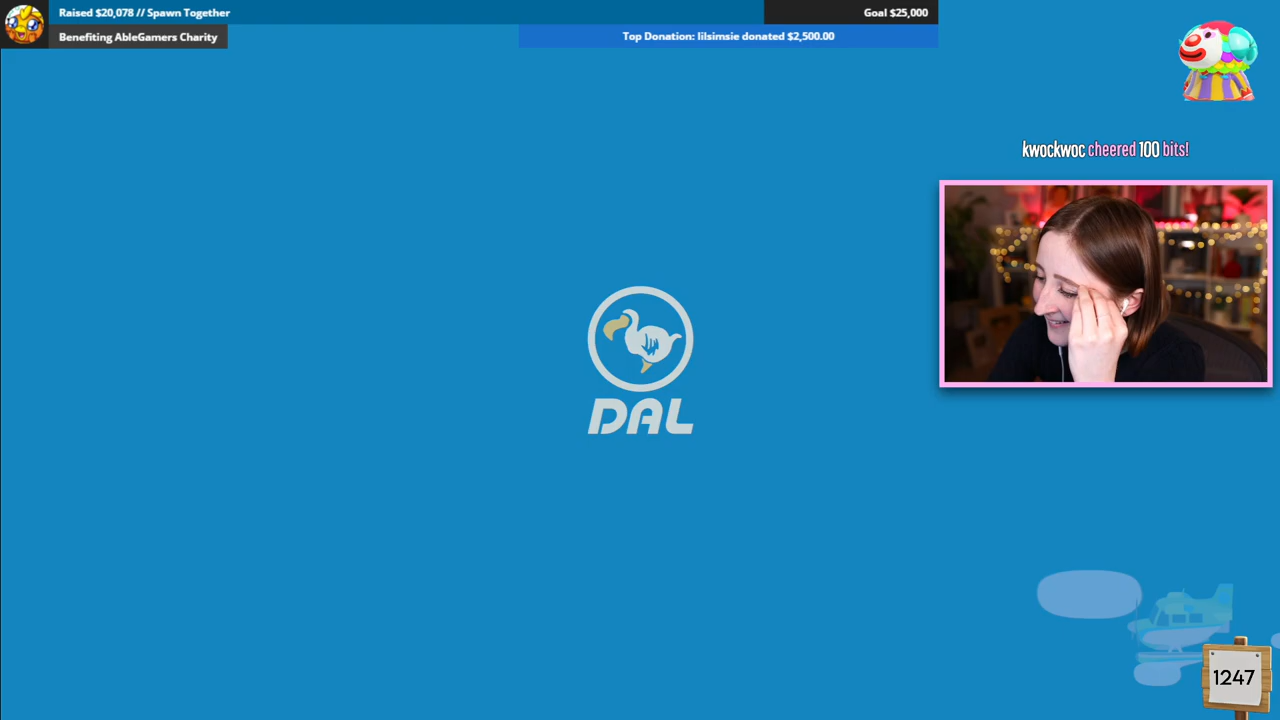 Raised $20,078 // Spawn Together
Goal $25,000
Benefiting AbleGamers Charity
Top Donation: lilsimsie donated $2,500.00
kwockwoc cheered 100 bits!
DAL
1247